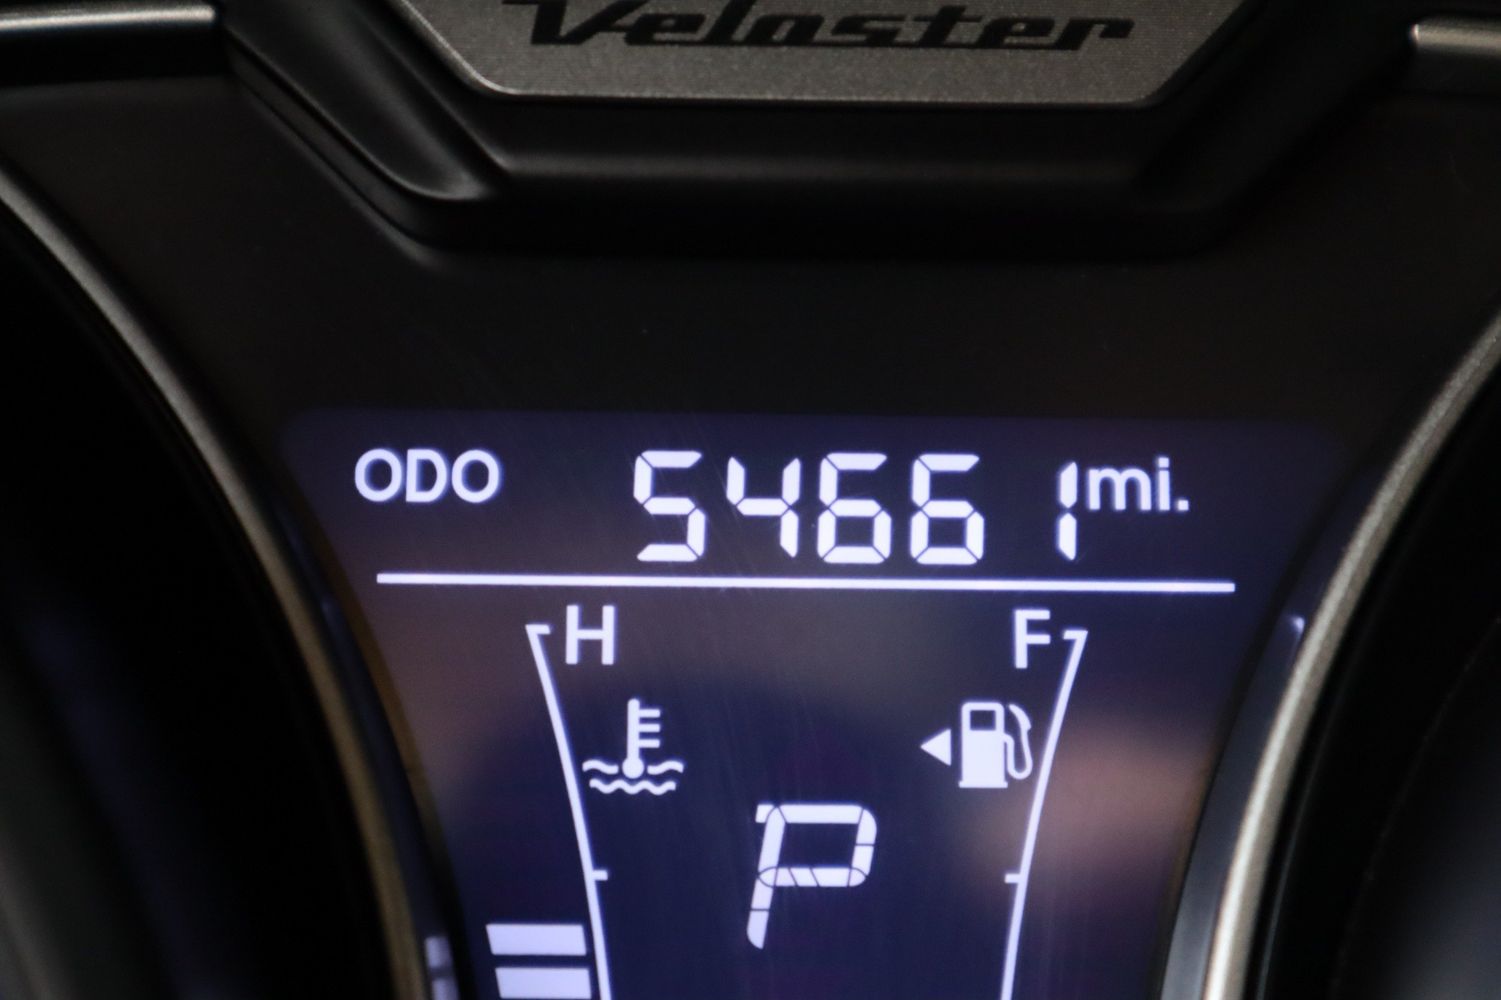 Veloster
ODO 54661 mi.
H F
P